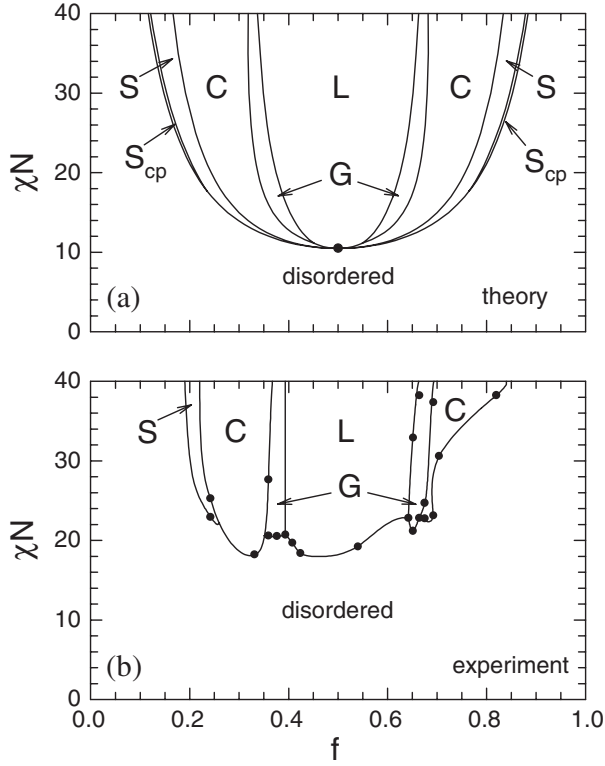 40
S
C
L
C
S
30
S_cp
S_cp
χN
20
G
10
disordered
(a)
theory
0
40
S
C
L
C
30
G
χN
20
disordered
10
(b)
experiment
0
0.0 0.2 0.4 0.6 0.8 1.0
f